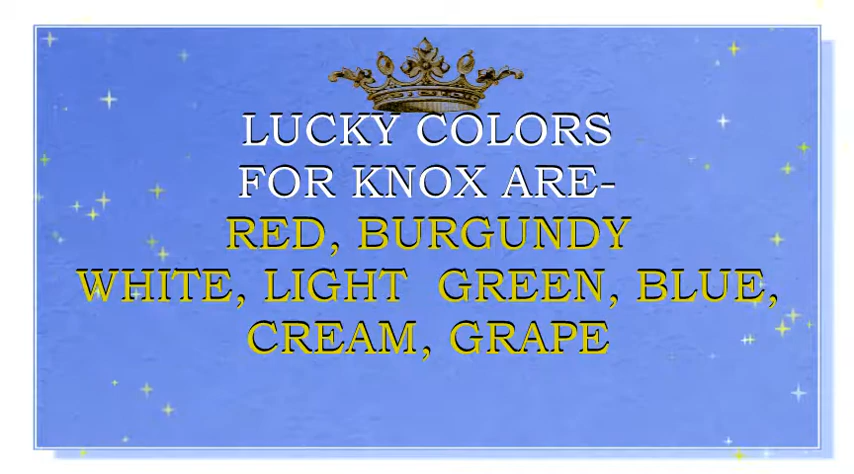 LUCKY COLORS
FOR KNOX ARE-
RED, BURGUNDY
WHITE, LIGHT GREEN, BLUE,
CREAM, GRAPE